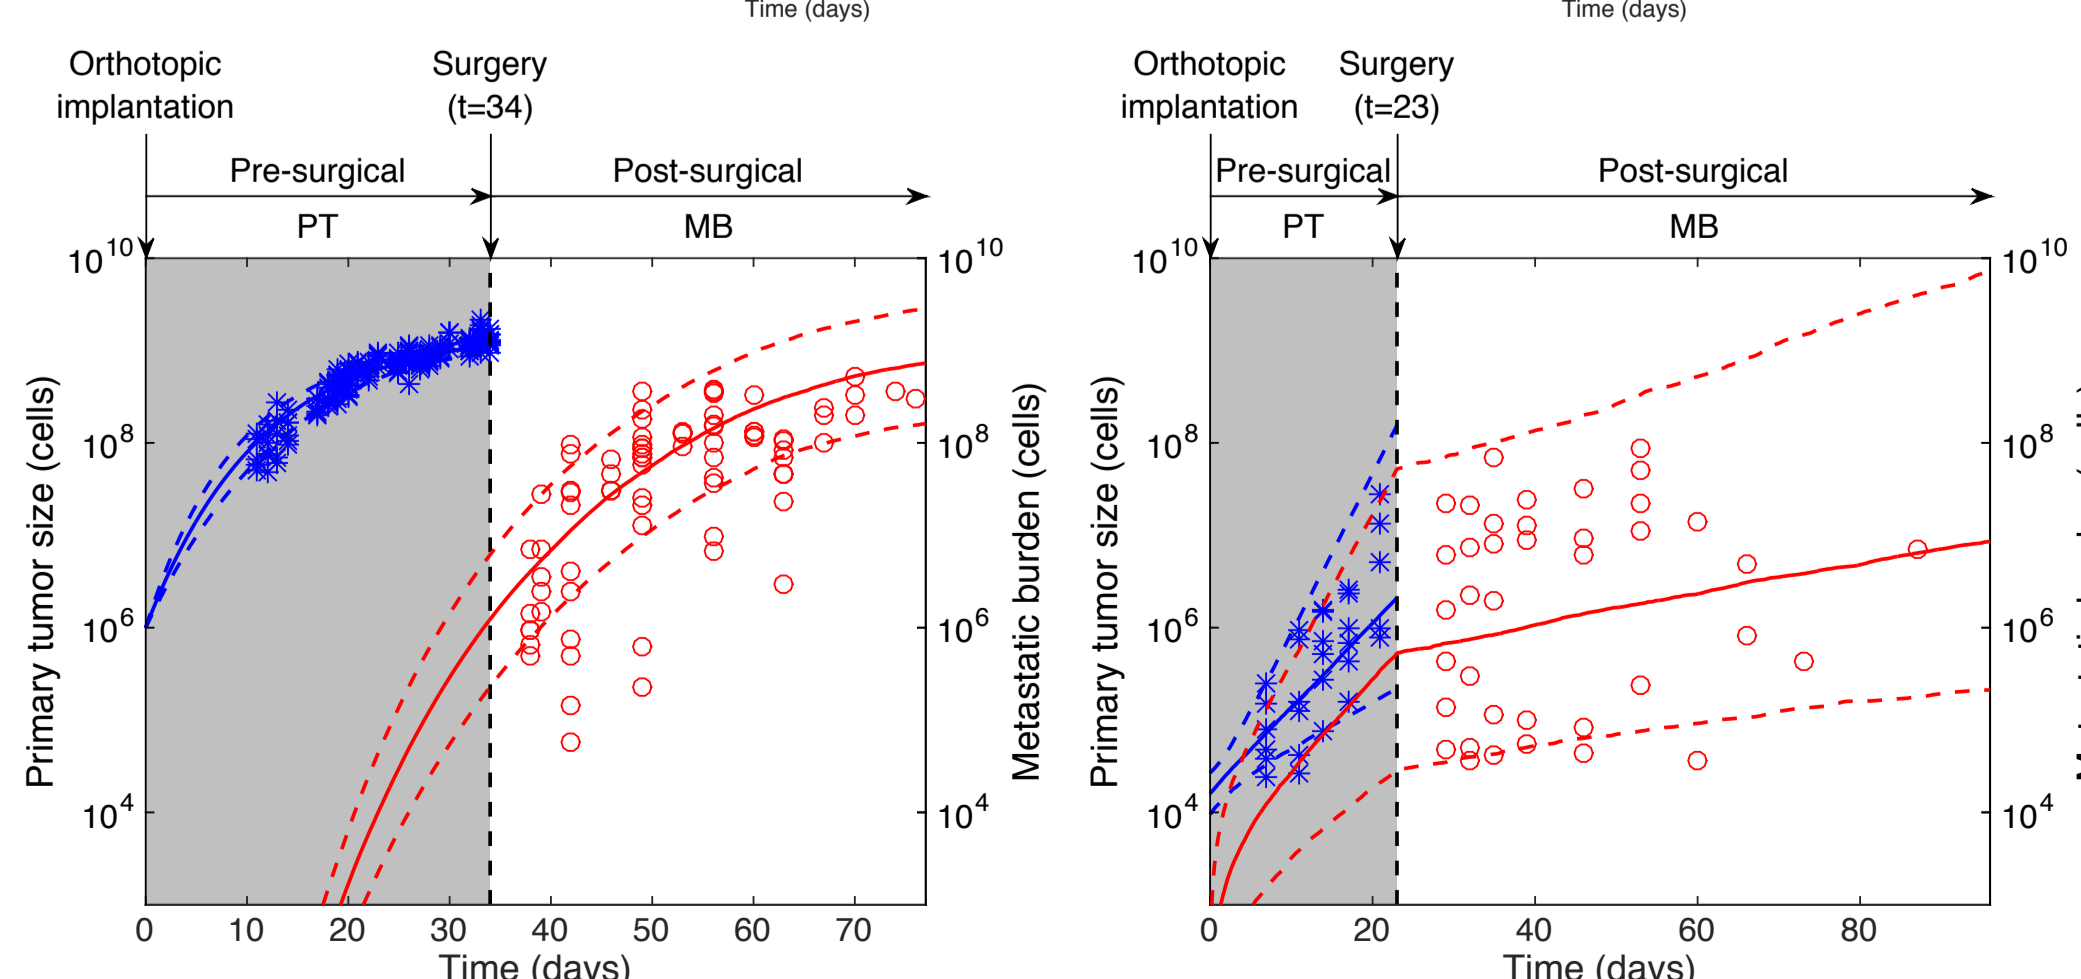 Time (days)
Time (days)
Orthotopic
implantation
Surgery
(t=34)
Pre-surgical
Post-surgical
PT
MB
10^10
10^8
10^6
10^4
Primary tumor size (cells)
10^10
10^8
10^6
10^4
Metastatic burden (cells)
0 10 20 30 40 50 60 70
Time (days)
Orthotopic
implantation
Surgery
(t=23)
Pre-surgical
Post-surgical
PT
MB
10^10
10^8
10^6
10^4
Primary tumor size (cells)
10^10
10^8
10^6
10^4
0 20 40 60 80
Time (days)